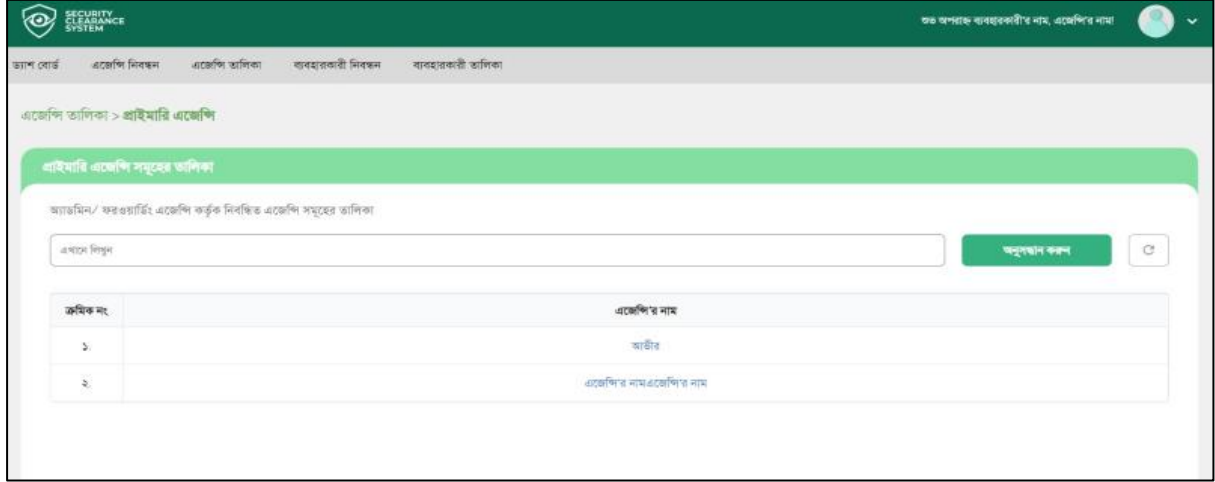 SECURITY
CLEARANCE
SYSTEM
শুভ অপরাহ্ন ব্যবহারকারী'র নাম, এজেন্সি'র নাম!
ড্যাশ বোর্ড এজেন্সি নিবন্ধন এজেন্সি তালিকা ব্যবহারকারী নিবন্ধন ব্যবহারকারী তালিকা
এজেন্সি তালিকা > প্রাইমারি এজেন্সি
প্রাইমারি এজেন্সি সমূহের তালিকা
অ্যাডমিন/ ফরওয়ার্ডিং এজেন্সি কর্তৃক নিবন্ধিত এজেন্সি সমূহের তালিকা
এখানে লিখুন অনুসন্ধান করুন
ক্রমিক নং এজেন্সি'র নাম
১. আভীর
২. এজেন্সি'র নামএজেন্সি'র নাম